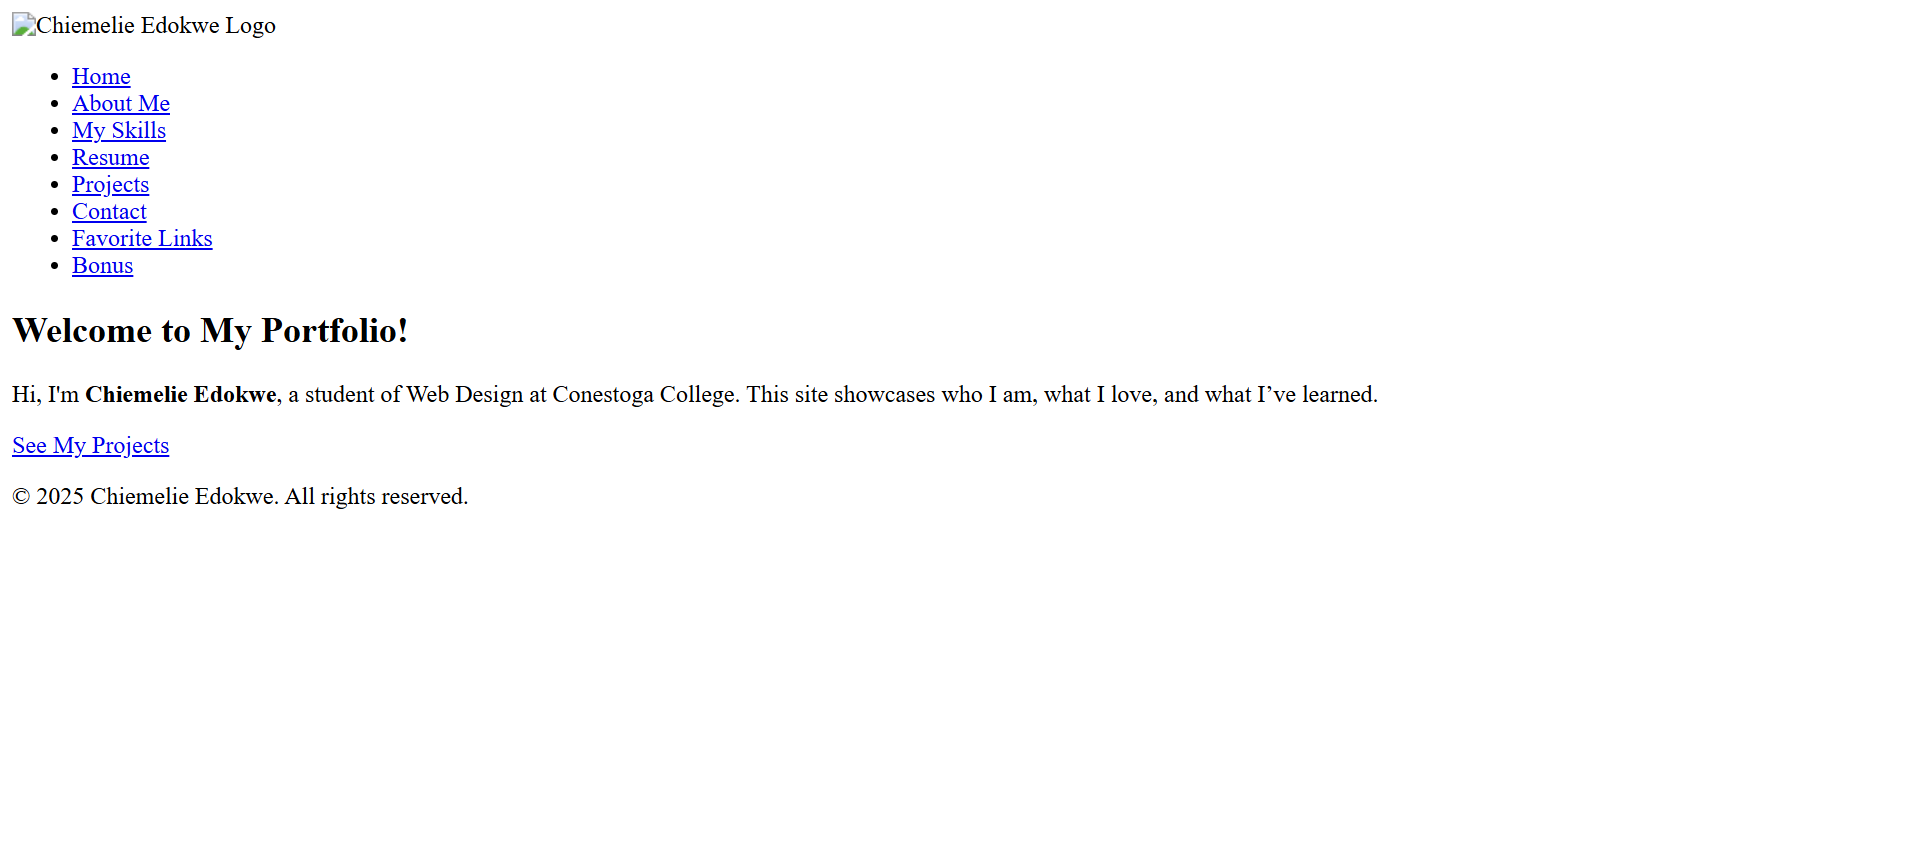 Chiemelie Edokwe Logo
Home
About Me
My Skills
Resume
Projects
Contact
Favorite Links
Bonus
Welcome to My Portfolio!
Hi, I'm Chiemelie Edokwe, a student of Web Design at Conestoga College. This site showcases who I am, what I love, and what I’ve learned.
See My Projects
© 2025 Chiemelie Edokwe. All rights reserved.